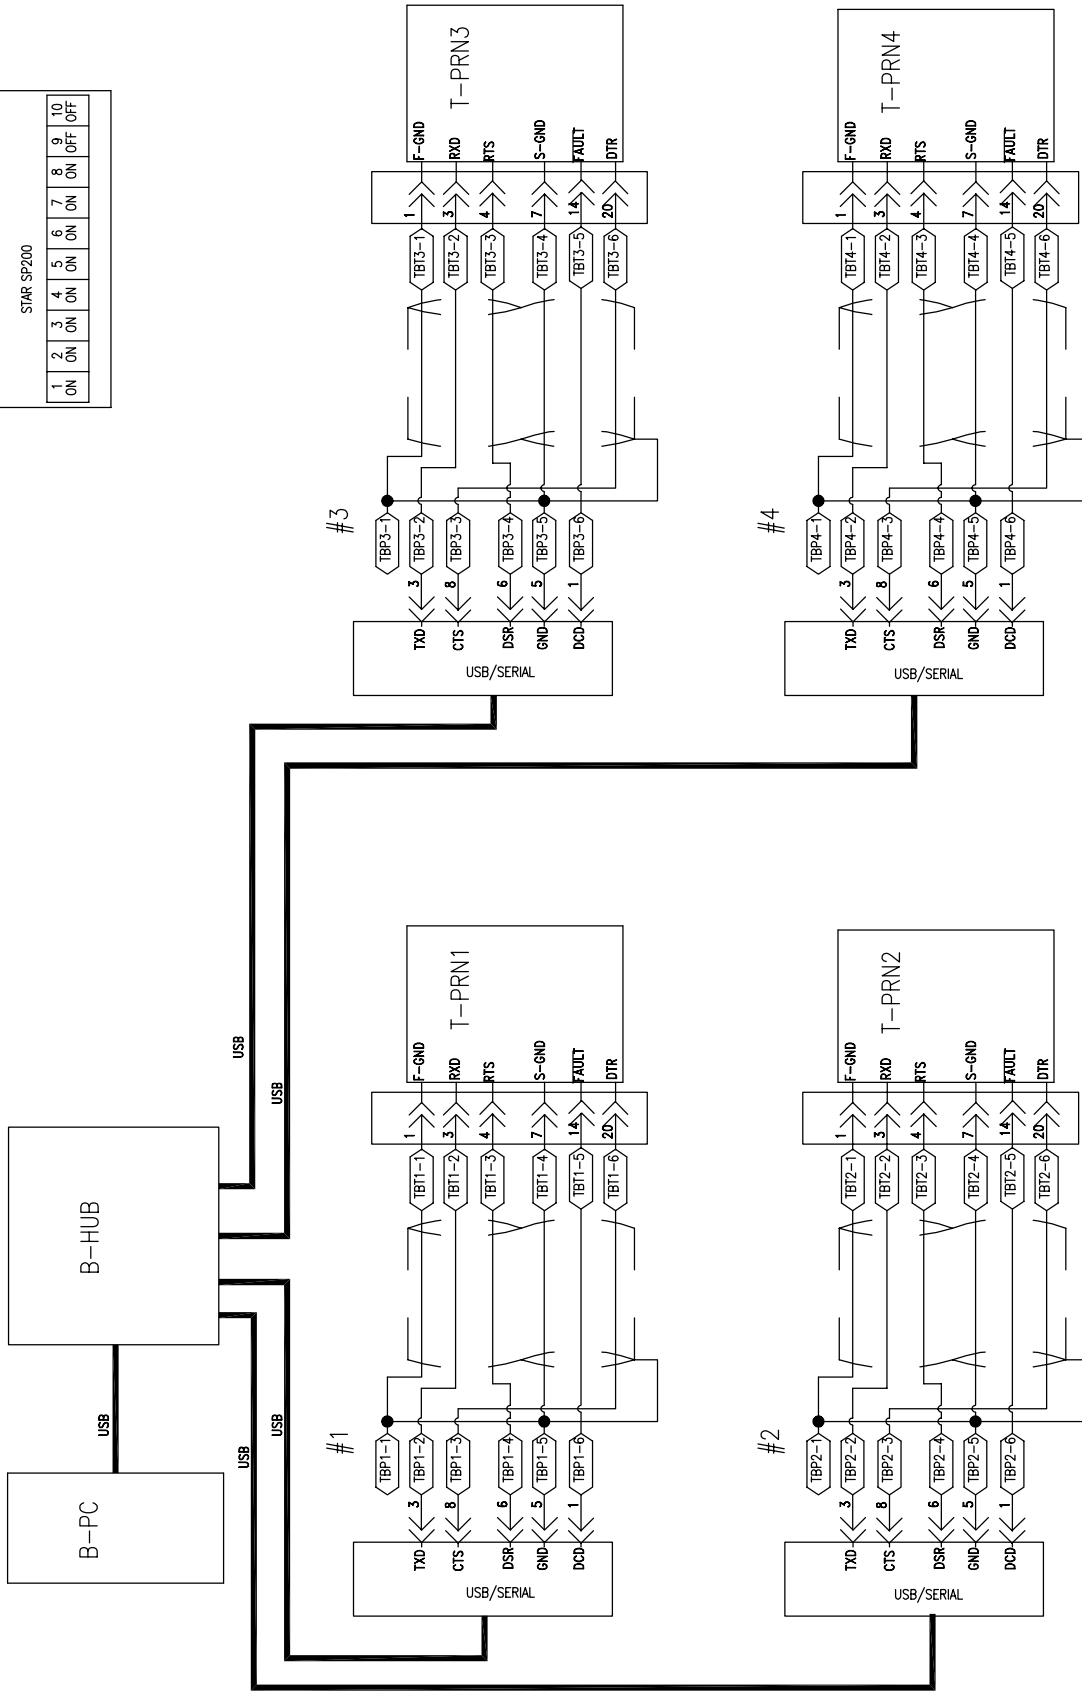 STAR SP200
1 2 3 4 5 6 7 8 9 10
ON ON ON ON ON ON ON ON OFF OFF
T-PRN3
F-GND
RXD
RTS
S-GND
FAULT
DTR
1
3
4
7
14
20
TBT3-1
TBT3-2
TBT3-3
TBT3-4
TBT3-5
TBT3-6
#3
TBP3-1
TBP3-2
TBP3-3
TBP3-4
TBP3-5
TBP3-6
3
8
6
5
1
TXD
CTS
DSR
GND
DCD
USB/SERIAL
T-PRN4
F-GND
RXD
RTS
S-GND
FAULT
DTR
1
3
4
7
14
20
TBT4-1
TBT4-2
TBT4-3
TBT4-4
TBT4-5
TBT4-6
#4
TBP4-1
TBP4-2
TBP4-3
TBP4-4
TBP4-5
TBP4-6
3
8
6
5
1
TXD
CTS
DSR
GND
DCD
USB/SERIAL
USB
USB
B-HUB
USB
B-PC
USB
USB
T-PRN1
F-GND
RXD
RTS
S-GND
FAULT
DTR
1
3
4
7
14
20
TBT1-1
TBT1-2
TBT1-3
TBT1-4
TBT1-5
TBT1-6
#1
TBP1-1
TBP1-2
TBP1-3
TBP1-4
TBP1-5
TBP1-6
3
8
6
5
1
TXD
CTS
DSR
GND
DCD
USB/SERIAL
T-PRN2
F-GND
RXD
RTS
S-GND
FAULT
DTR
1
3
4
7
14
20
TBT2-1
TBT2-2
TBT2-3
TBT2-4
TBT2-5
TBT2-6
#2
TBP2-1
TBP2-2
TBP2-3
TBP2-4
TBP2-5
TBP2-6
3
8
6
5
1
TXD
CTS
DSR
GND
DCD
USB/SERIAL